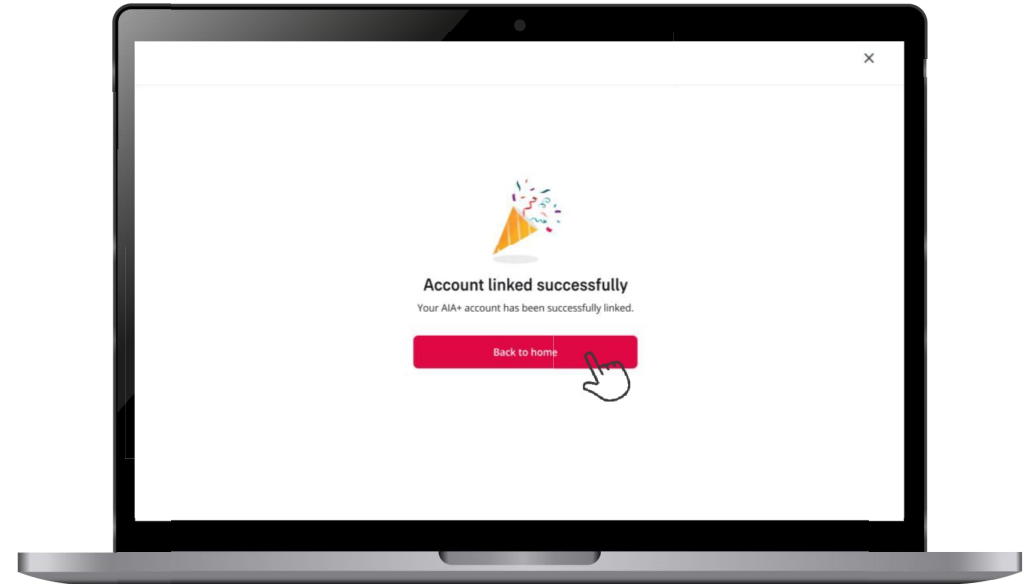 Account linked successfully
Your AIA+ account has been successfully linked.
Back to home